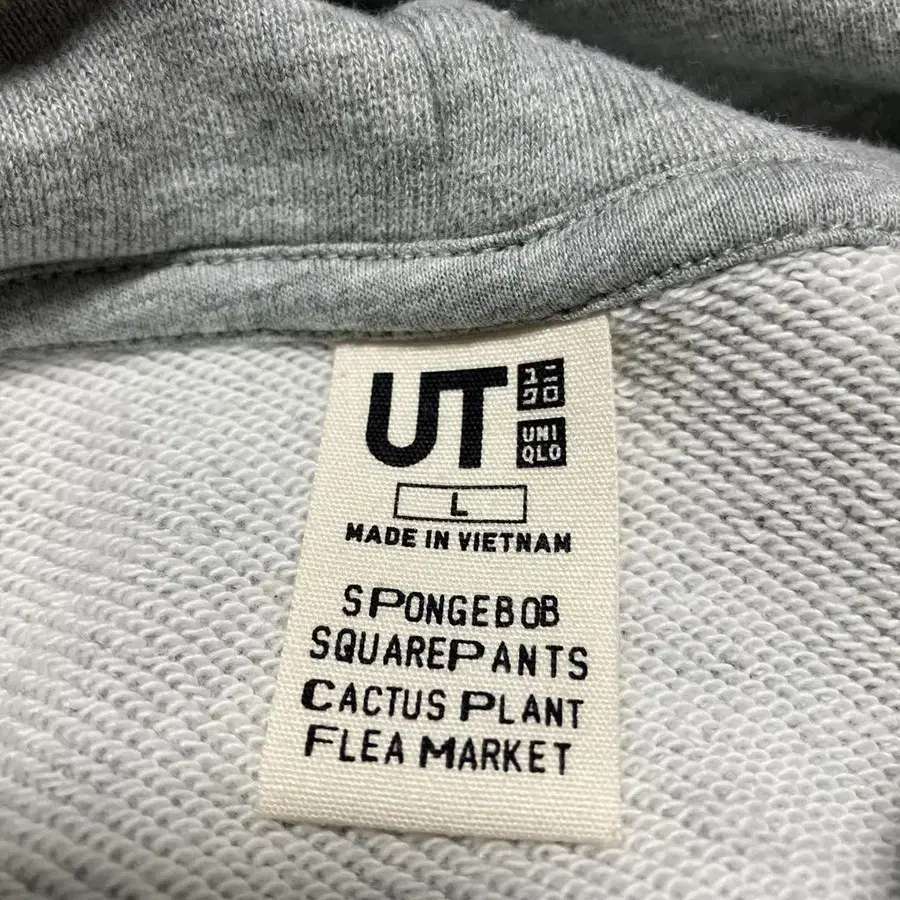 UT
ユニ
クロ
UNI
QLO
L
MADE IN VIETNAM
SPONGEBOB
SQUAREPANTS
CACTUS PLANT
FLEA MARKET